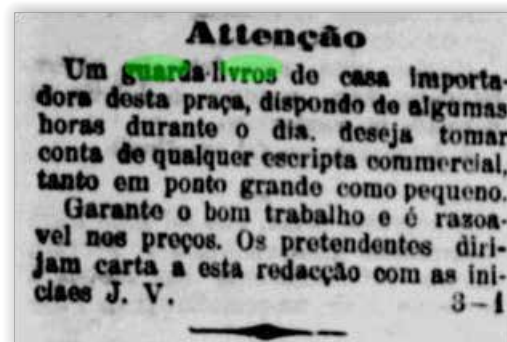 Attenção
Um guarda-livros de casa importa-
dora desta praça, dispondo de algumas
horas durante o dia. deseja tomar
conta de qualquer escripta commercial,
tanto em ponto grande como pequeno.
Garante o bom trabalho e é razoa-
vel nos preços. Os pretendentes diri-
jam carta a esta redacção com as ini-
ciaes J. V. 3-1